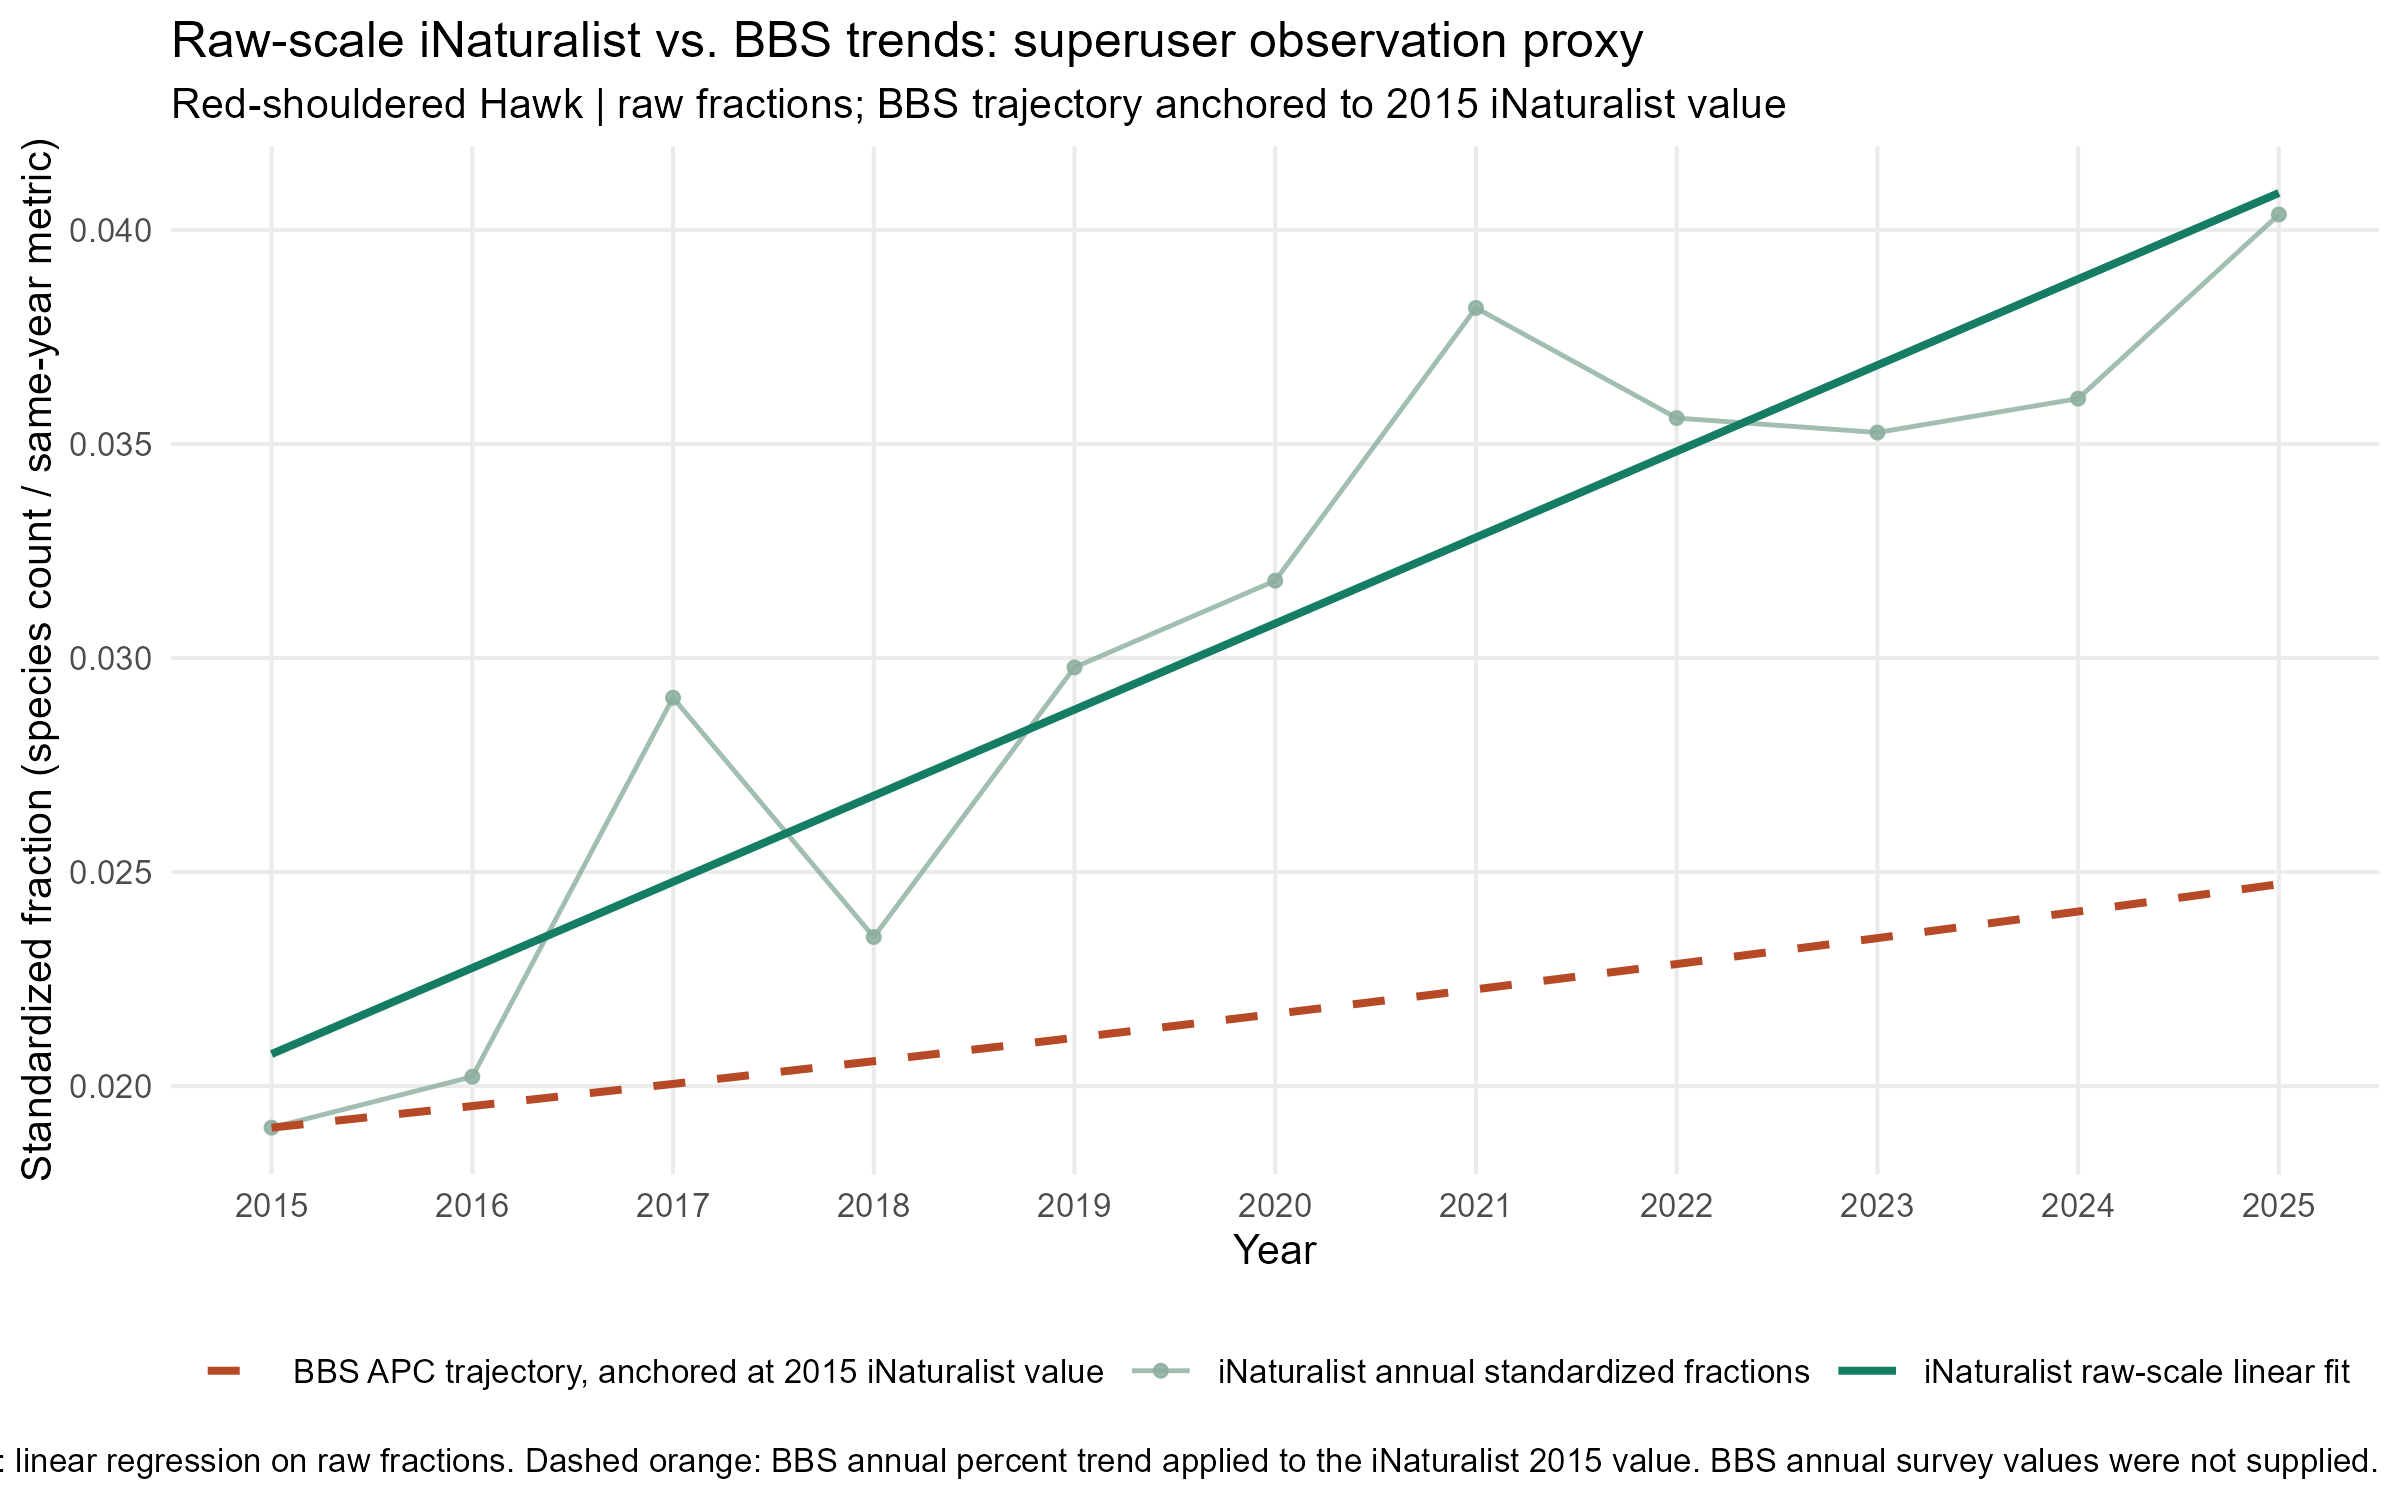 Raw-scale iNaturalist vs. BBS trends: superuser observation proxy
Red-shouldered Hawk | raw fractions; BBS trajectory anchored to 2015 iNaturalist value
Standardized fraction (species count / same-year metric)
0.040
0.035
0.030
0.025
0.020
2015 2016 2017 2018 2019 2020 2021 2022 2023 2024 2025
Year
BBS APC trajectory, anchored at 2015 iNaturalist value iNaturalist annual standardized fractions iNaturalist raw-scale linear fit
: linear regression on raw fractions. Dashed orange: BBS annual percent trend applied to the iNaturalist 2015 value. BBS annual survey values were not supplied.